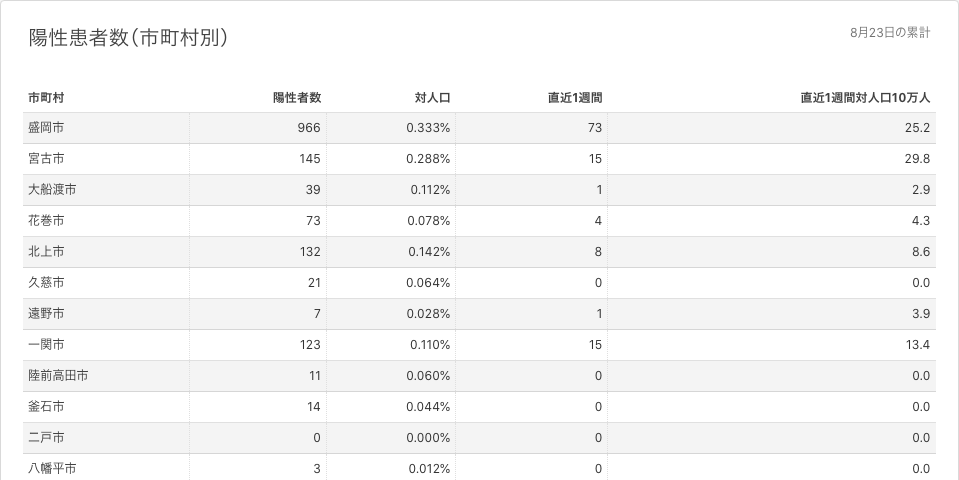 陽性患者数(市町村別)
8月23日の累計
市町村 陽性者数 対人口 直近1週間 直近1週間対人口10万人
盛岡市 966 0.333% 73 25.2
宮古市 145 0.288% 15 29.8
大船渡市 39 0.112% 1 2.9
花巻市 73 0.078% 4 4.3
北上市 132 0.142% 8 8.6
久慈市 21 0.064% 0 0.0
遠野市 7 0.028% 1 3.9
一関市 123 0.110% 15 13.4
陸前高田市 11 0.060% 0 0.0
釜石市 14 0.044% 0 0.0
二戸市 0 0.000% 0 0.0
八幡平市 3 0.012% 0 0.0